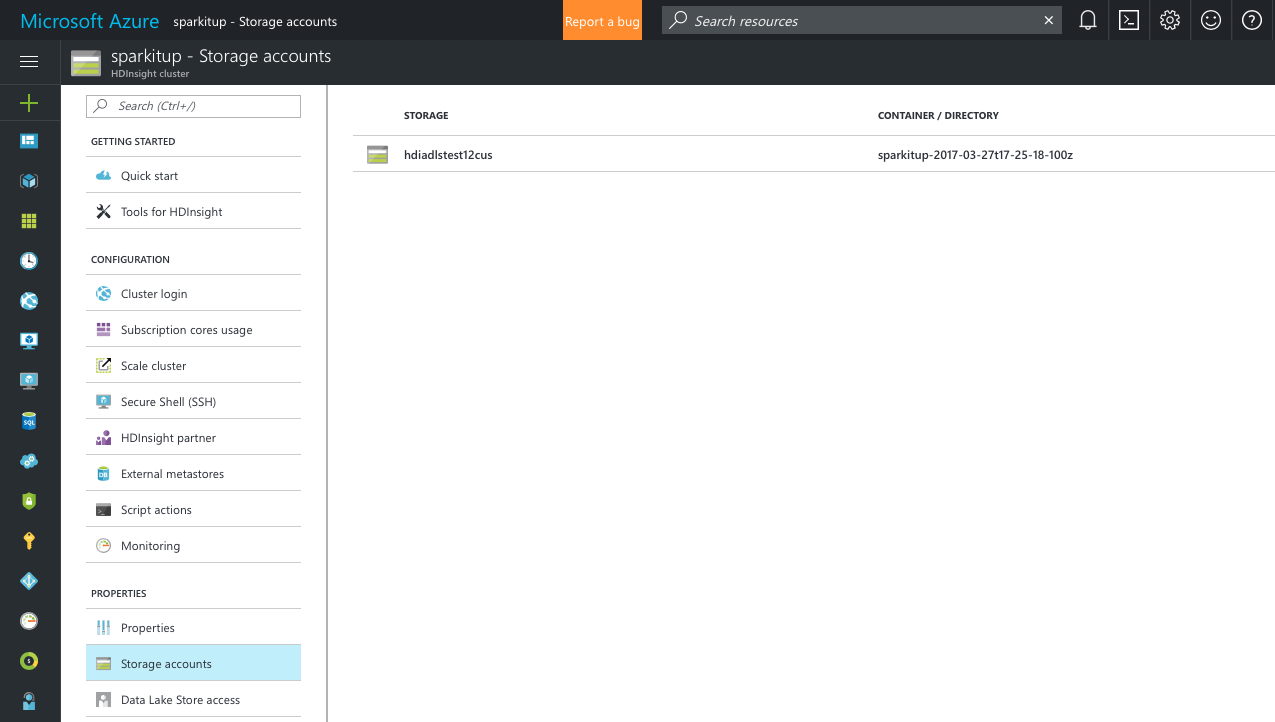 Microsoft Azure sparkitup - Storage accounts Report a bug Search resources
sparkitup - Storage accounts
HDInsight cluster
Search (Ctrl+/)
GETTING STARTED
Quick start
Tools for HDInsight
CONFIGURATION
Cluster login
Subscription cores usage
Scale cluster
Secure Shell (SSH)
HDInsight partner
External metastores
Script actions
Monitoring
PROPERTIES
Properties
Storage accounts
Data Lake Store access
STORAGE CONTAINER / DIRECTORY
hdiadlstest12cus sparkitup-2017-03-27t17-25-18-100z